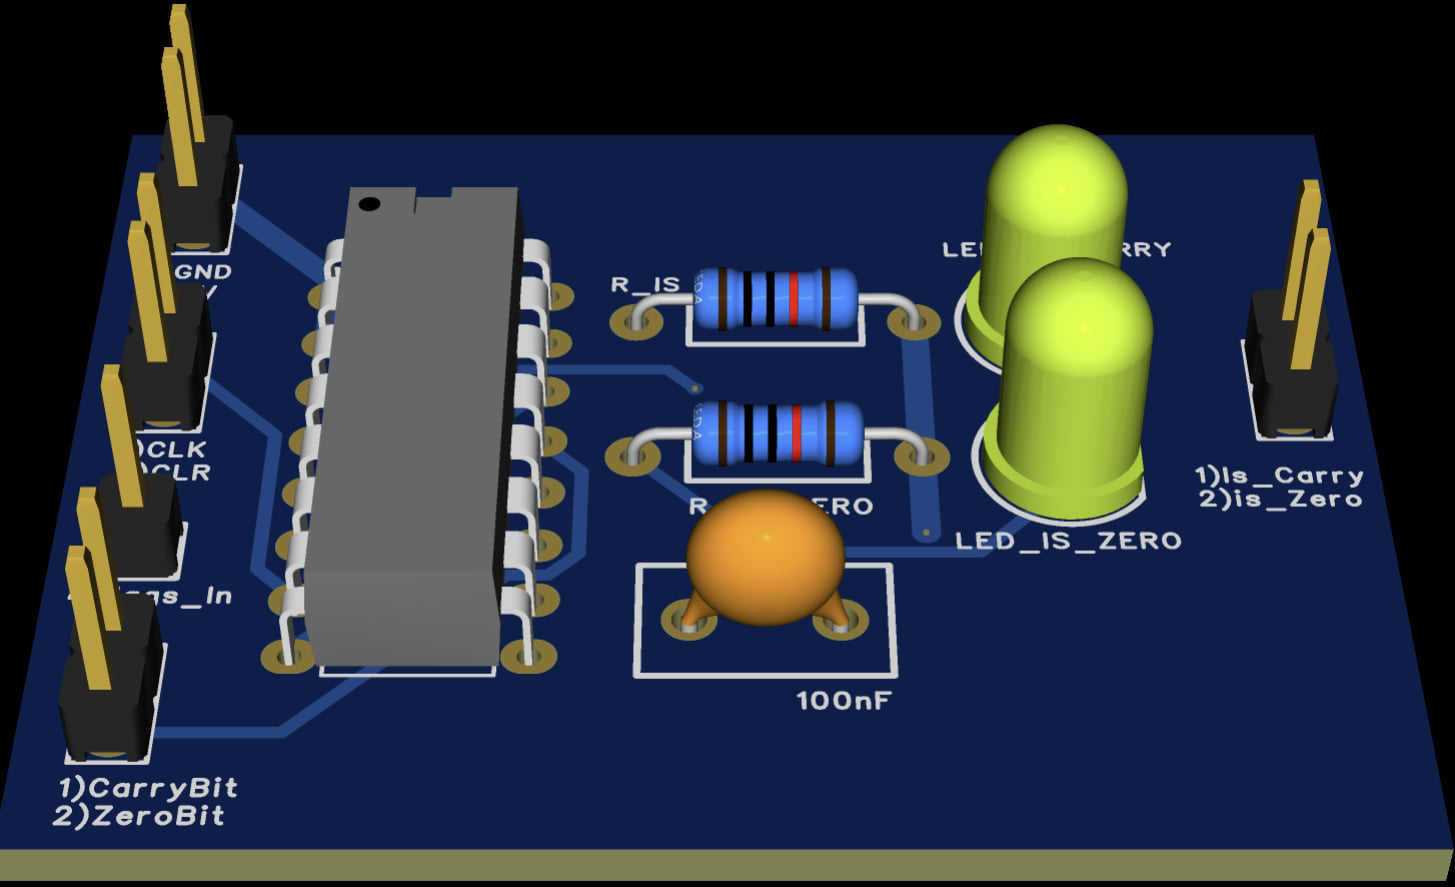 GND
R_IS
CLK
CLR
1)Is_Carry
2)is_Zero
LED_IS_ZERO
100nF
1)CarryBit
2)ZeroBit